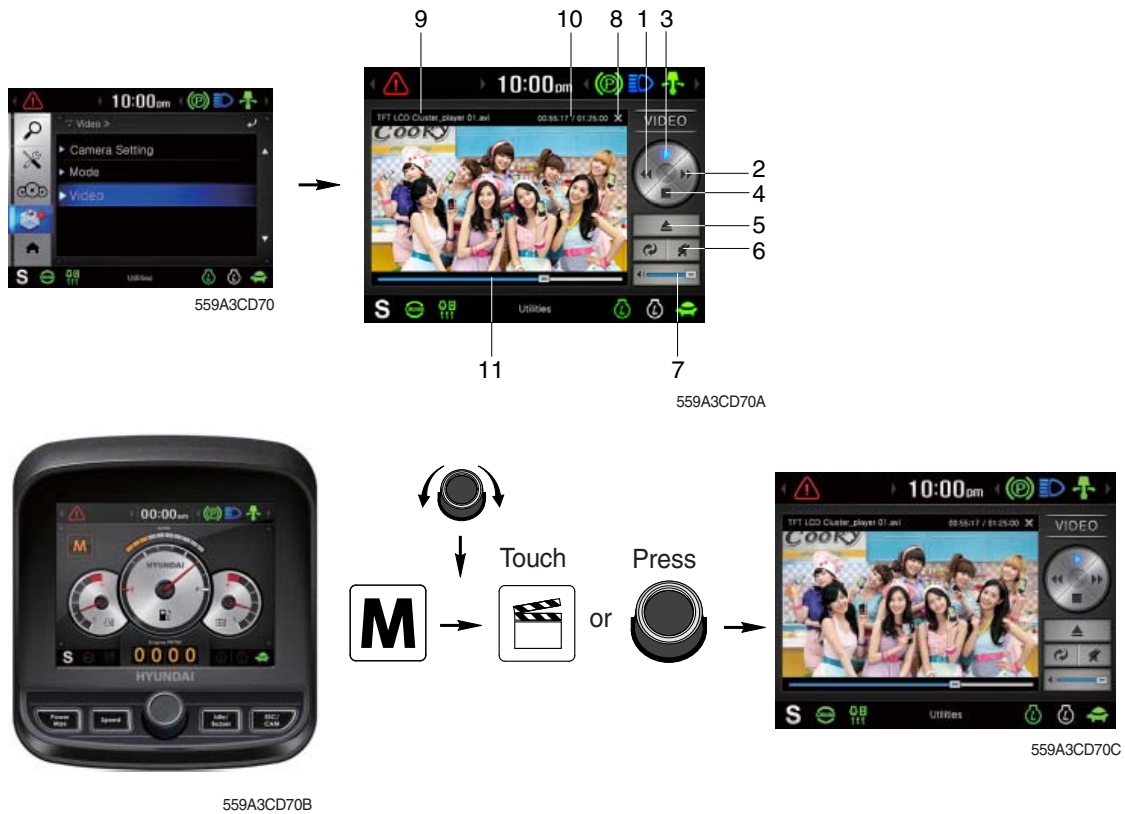 9 10 8 1 3
10:00pm
Video >
Camera Setting
Mode
Video
S
Utilities
559A3CD70
10:00pm
TFT LCD Cluster_player 01.avi 00:55:17 / 01:25:00
VIDEO
COOKY
2
4
5
6
S
Utilities
11
7
559A3CD70A
00:00am
M
HYUNDAI
S
0000
HYUNDAI
Power
Max
Speed
Idle/
Buzzer
ESC/
CAM
559A3CD70B
M
Touch
or
Press
10:00pm
TFT LCD Cluster_player 01.avi 00:55:17 / 01:25:00
VIDEO
COOKY
S
Utilities
559A3CD70C